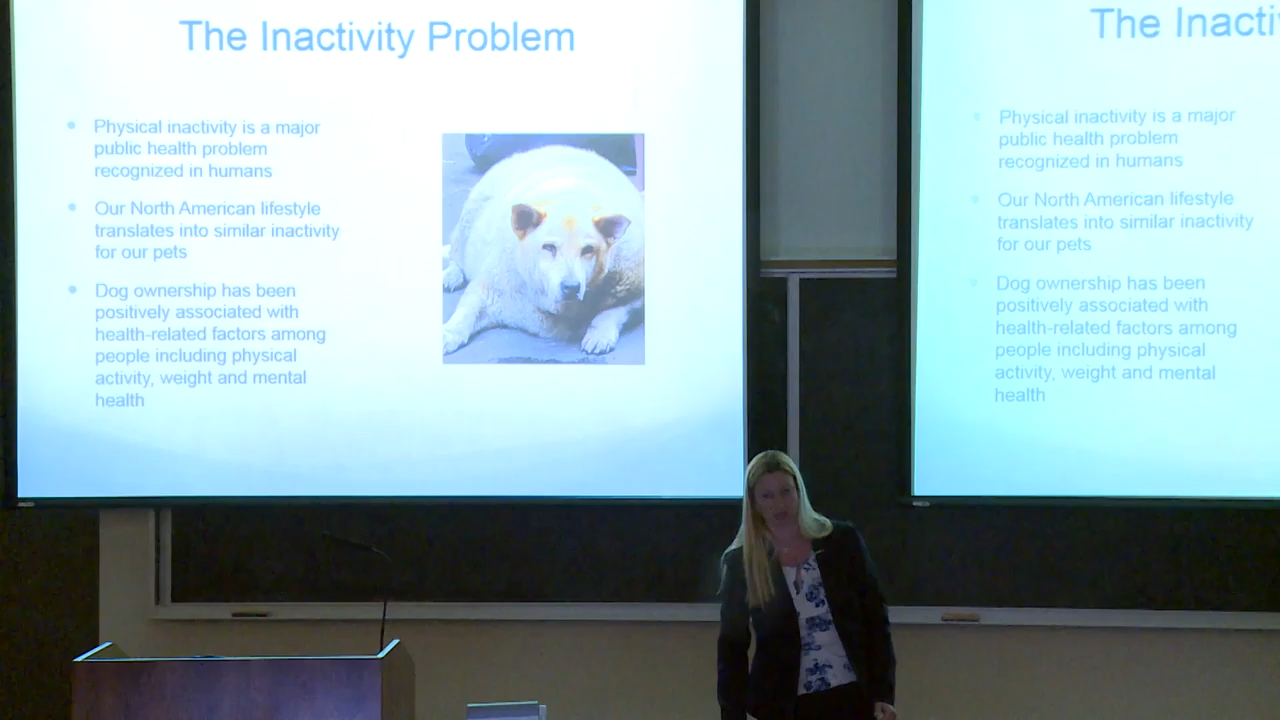 The Inactivity Problem
Physical inactivity is a major
public health problem
recognized in humans
Our North American lifestyle
translates into similar inactivity
for our pets
Dog ownership has been
positively associated with
health-related factors among
people including physical
activity, weight and mental
health
The Inacti
Physical inactivity is a major
public health problem
recognized in humans
Our North American lifestyle
translates into similar inactivity
for our pets
Dog ownership has been
positively associated with
health-related factors among
people including physical
activity, weight and mental
health